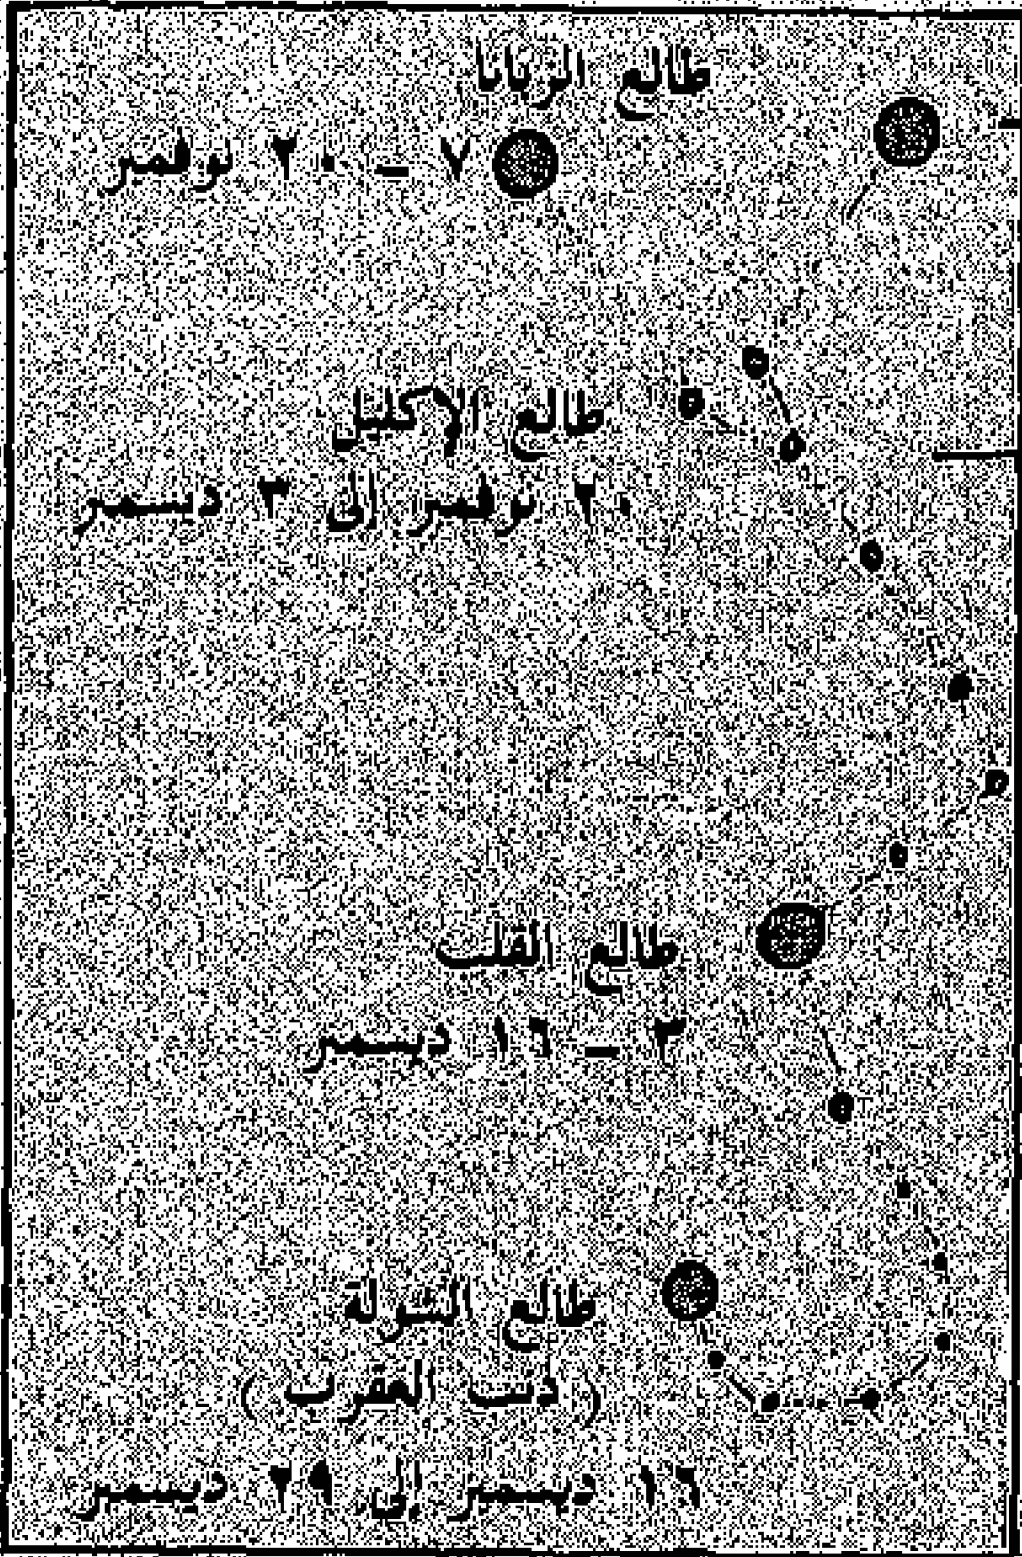 طالع الزبانا
٧ ـ ٢٠ نوفمبر
طالع الإكليل
٢٠ نوفمبر إلى ٣ ديسمبر
طالع القلب
٣ ـ ١٦ ديسمبر
طالع الشولة
( ذنب العقرب )
١٦ ديسمبر إلى ٢٩ ديسمبر